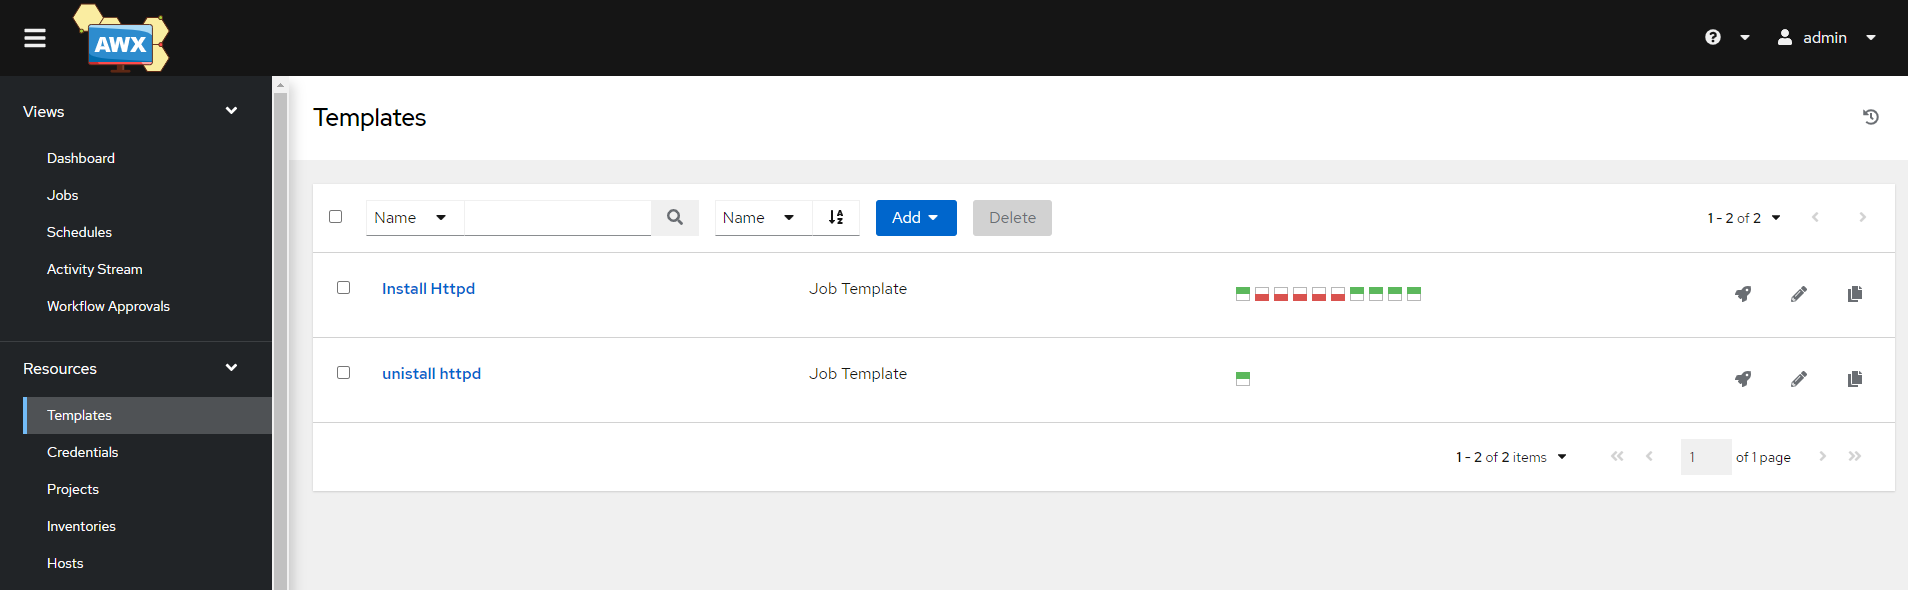 AWX
admin
Views
Dashboard
Jobs
Schedules
Activity Stream
Workflow Approvals
Resources
Templates
Credentials
Projects
Inventories
Hosts
Templates
Name Name Add Delete 1 - 2 of 2
Install Httpd Job Template
unistall httpd Job Template
1 - 2 of 2 items 1 of 1 page